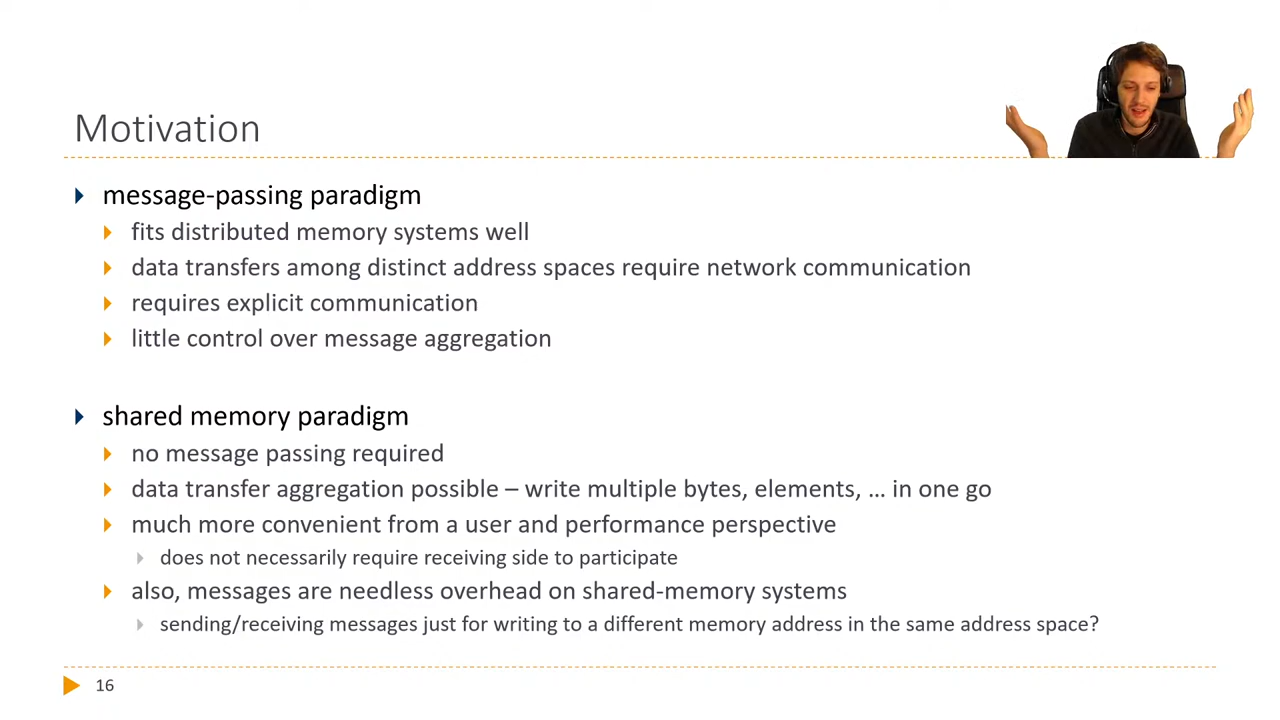 Motivation
message-passing paradigm
fits distributed memory systems well
data transfers among distinct address spaces require network communication
requires explicit communication
little control over message aggregation
shared memory paradigm
no message passing required
data transfer aggregation possible – write multiple bytes, elements, … in one go
much more convenient from a user and performance perspective
does not necessarily require receiving side to participate
also, messages are needless overhead on shared-memory systems
sending/receiving messages just for writing to a different memory address in the same address space?
16